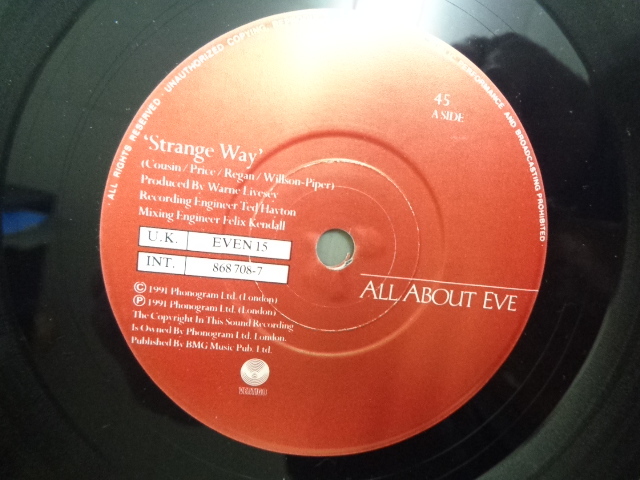 ALL RIGHTS RESERVED · UNAUTHORIZED COPYING,
PERFORMANCE AND BROADCASTING PROHIBITED ·
45
A SIDE
‘Strange Way’
(Cousin / Price / Regan / Willson-Piper)
Produced By Warne Livesey
Recording Engineer Ted Hayton
Mixing Engineer Felix Kendall
U.K. EVEN 15
INT. 868 708-7
ALL ABOUT EVE
© 1991 Phonogram Ltd. (London)
℗ 1991 Phonogram Ltd. (London)
The Copyright In This Sound Recording
Is Owned By Phonogram Ltd. London.
Published By BMG Music Pub. Ltd.
vertigo